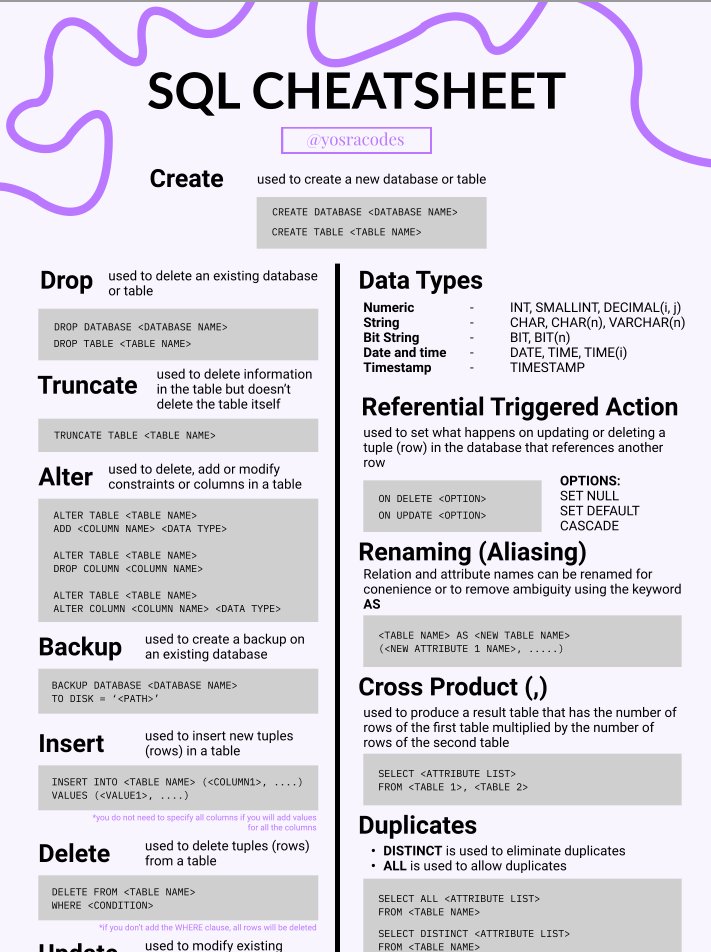 SQL CHEATSHEET
@yosracodes
Create
used to create a new database or table
CREATE DATABASE <DATABASE NAME>
CREATE TABLE <TABLE NAME>
Drop
used to delete an existing database
or table
DROP DATABASE <DATABASE NAME>
DROP TABLE <TABLE NAME>
Truncate
used to delete information
in the table but doesn't
delete the table itself
TRUNCATE TABLE <TABLE NAME>
Alter
used to delete, add or modify
constraints or columns in a table
ALTER TABLE <TABLE NAME>
ADD <COLUMN NAME> <DATA TYPE>
ALTER TABLE <TABLE NAME>
DROP COLUMN <COLUMN NAME>
ALTER TABLE <TABLE NAME>
ALTER COLUMN <COLUMN NAME> <DATA TYPE>
Backup
used to create a backup on
an existing database
BACKUP DATABASE <DATABASE NAME>
TO DISK = ‘<PATH>’
Insert
used to insert new tuples
(rows) in a table
INSERT INTO <TABLE NAME> (<COLUMN1>, ....)
VALUES (<VALUE1>, ....)
*you do not need to specify all columns if you will add values
for all the columns
Delete
used to delete tuples (rows)
from a table
DELETE FROM <TABLE NAME>
WHERE <CONDITION>
*if you don't add the WHERE clause, all rows will be deleted
Update
used to modify existing
Data Types
Numeric - INT, SMALLINT, DECIMAL(i, j)
String - CHAR, CHAR(n), VARCHAR(n)
Bit String - BIT, BIT(n)
Date and time - DATE, TIME, TIME(i)
Timestamp - TIMESTAMP
Referential Triggered Action
used to set what happens on updating or deleting a
tuple (row) in the database that references another
row
ON DELETE <OPTION>
ON UPDATE <OPTION>
OPTIONS:
SET NULL
SET DEFAULT
CASCADE
Renaming (Aliasing)
Relation and attribute names can be renamed for
conenience or to remove ambiguity using the keyword
AS
<TABLE NAME> AS <NEW TABLE NAME>
(<NEW ATTRIBUTE 1 NAME>, .....)
Cross Product (,)
used to produce a result table that has the number of
rows of the first table multiplied by the number of
rows of the second table
SELECT <ATTRIBUTE LIST>
FROM <TABLE 1>, <TABLE 2>
Duplicates
• DISTINCT is used to eliminate duplicates
• ALL is used to allow duplicates
SELECT ALL <ATTRIBUTE LIST>
FROM <TABLE NAME>
SELECT DISTINCT <ATTRIBUTE LIST>
FROM <TABLE NAME>